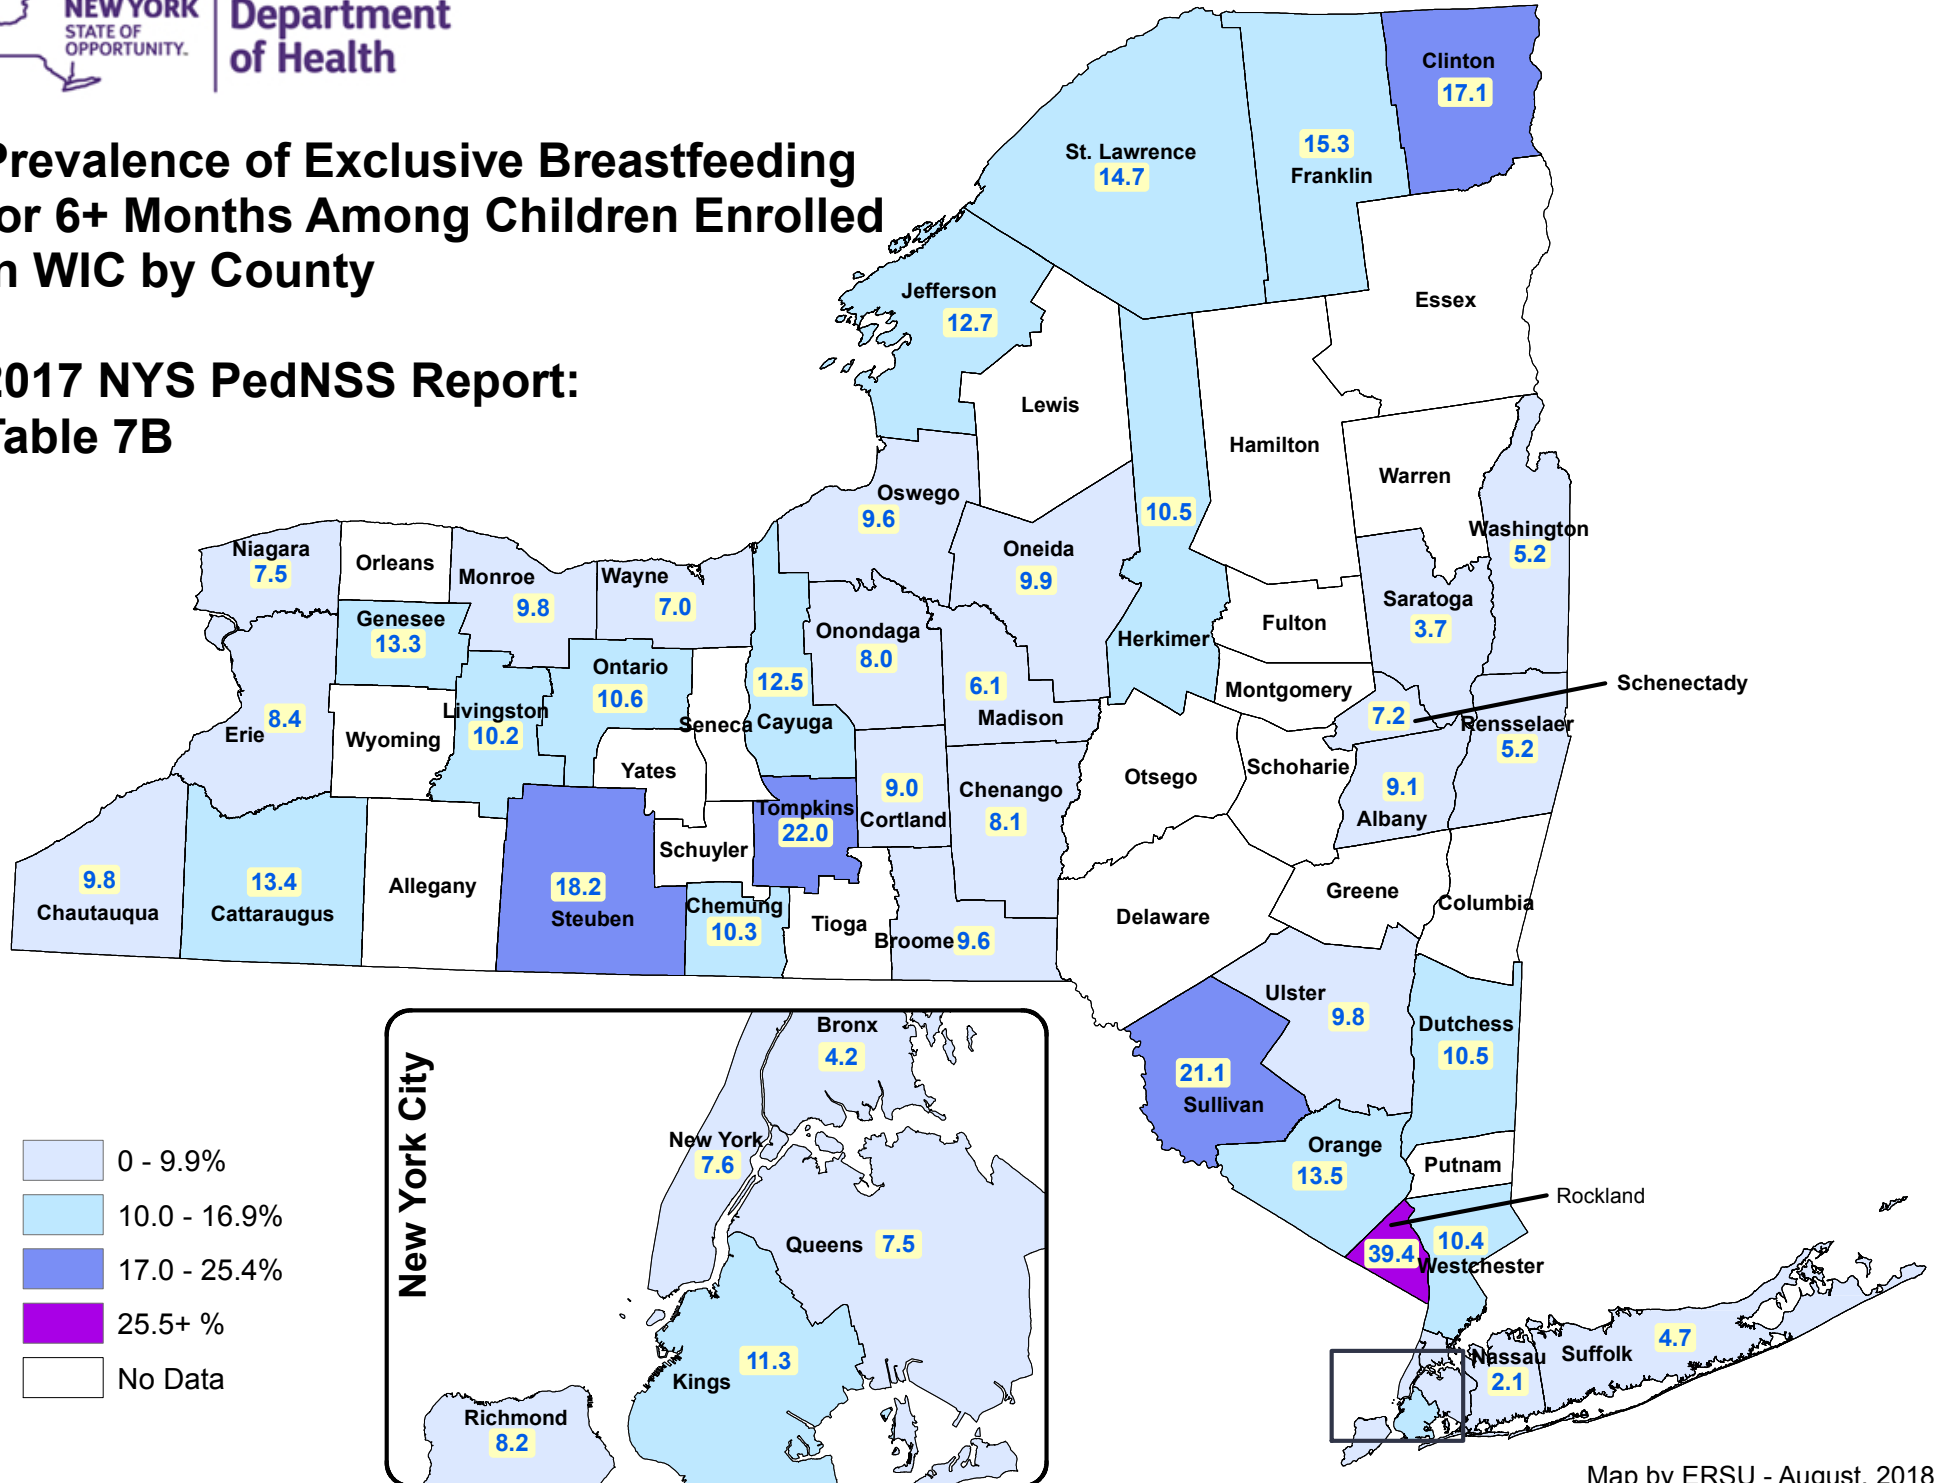 NEW YORK
STATE OF
OPPORTUNITY.
Department
of Health
Prevalence of Exclusive Breastfeeding
for 6+ Months Among Children Enrolled
in WIC by County
2017 NYS PedNSS Report:
Table 7B
Clinton
17.1
St. Lawrence
14.7
15.3
Franklin
Essex
Jefferson
12.7
Lewis
Hamilton
Warren
Oswego
9.6
10.5
Herkimer
Washington
5.2
Oneida
9.9
Niagara
7.5
Orleans
Monroe
9.8
Wayne
7.0
Genesee
13.3
Saratoga
3.7
Fulton
Onondaga
8.0
Ontario
10.6
12.5
Cayuga
6.1
Madison
Montgomery
Schenectady
7.2
Erie
8.4
Wyoming
Livingston
10.2
Seneca
Rensselaer
5.2
Yates
Otsego
Schoharie
9.1
Albany
Tompkins
22.0
9.0
Cortland
Chenango
8.1
Schuyler
9.8
Chautauqua
13.4
Cattaraugus
Allegany
18.2
Steuben
Chemung
10.3
Tioga
Broome
9.6
Delaware
Greene
Columbia
Ulster
9.8
Dutchess
10.5
21.1
Sullivan
Orange
13.5
Putnam
Rockland
39.4
10.4
Westchester
4.7
Suffolk
Nassau
2.1
New York City
Bronx
4.2
New York
7.6
Queens
7.5
11.3
Kings
Richmond
8.2
0 - 9.9%
10.0 - 16.9%
17.0 - 25.4%
25.5+ %
No Data
Map by ERSU - August, 2018